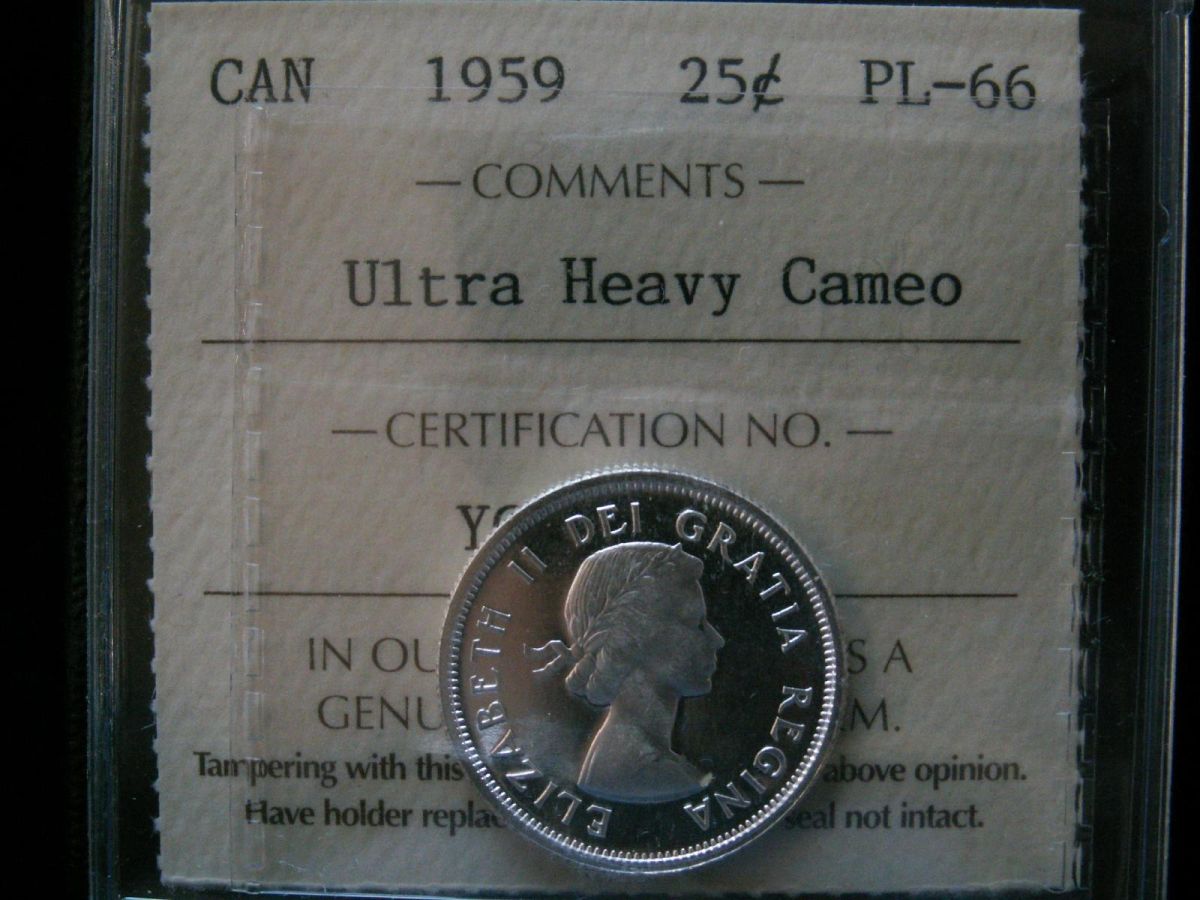 CAN 1959 25¢ PL-66
— COMMENTS —
Ultra Heavy Cameo
— CERTIFICATION NO. —
IN OU S A
GENU M.
Tampering with this above opinion.
Have holder replac seal not intact.
ELIZABETH II DEI GRATIA REGINA